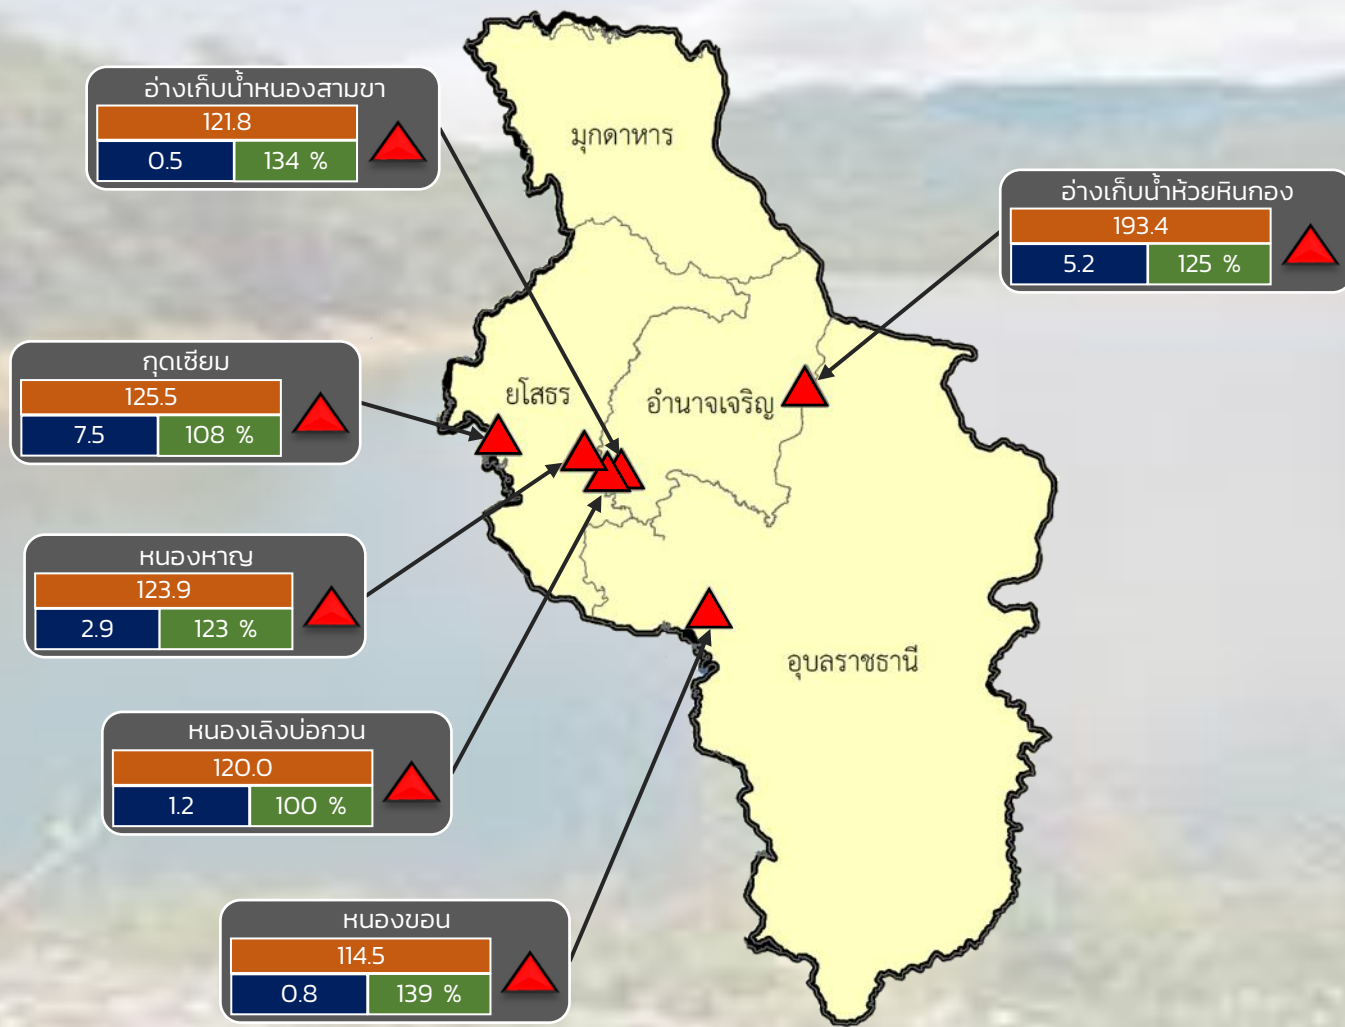 อ่างเก็บน้ำหนองสามขา
121.8
0.5 134 %
มุกดาหาร
อ่างเก็บน้ำห้วยหินกอง
193.4
5.2 125 %
กุดเซียม
125.5
7.5 108 %
ยโสธร
อำนาจเจริญ
หนองหาญ
123.9
2.9 123 %
อุบลราชธานี
หนองเลิงบ่อกวน
120.0
1.2 100 %
หนองขอน
114.5
0.8 139 %